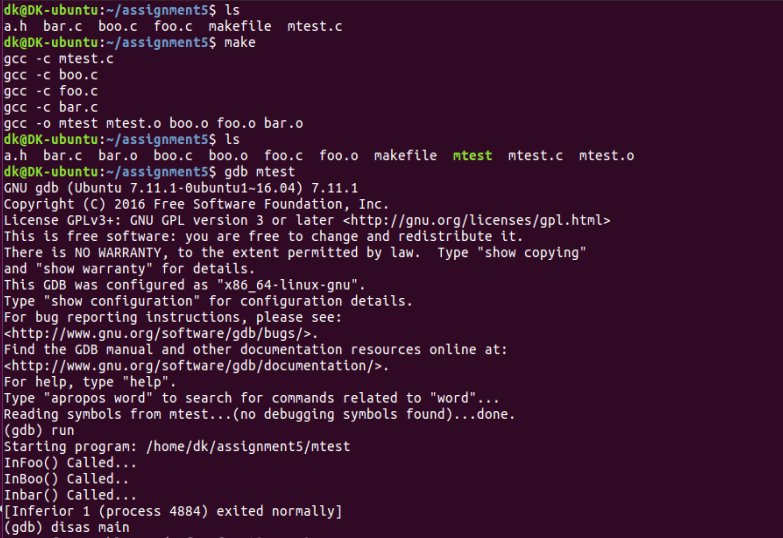 dk@DK-ubuntu:~/assignment5$ ls
a.h  bar.c  boo.c  foo.c  makefile  mtest.c
dk@DK-ubuntu:~/assignment5$ make
gcc -c mtest.c
gcc -c boo.c
gcc -c foo.c
gcc -c bar.c
gcc -o mtest mtest.o boo.o foo.o bar.o
dk@DK-ubuntu:~/assignment5$ ls
a.h  bar.c  bar.o  boo.c  boo.o  foo.c  foo.o  makefile  mtest  mtest.c  mtest.o
dk@DK-ubuntu:~/assignment5$ gdb mtest
GNU gdb (Ubuntu 7.11.1-0ubuntu1~16.04) 7.11.1
Copyright (C) 2016 Free Software Foundation, Inc.
License GPLv3+: GNU GPL version 3 or later <http://gnu.org/licenses/gpl.html>
This is free software: you are free to change and redistribute it.
There is NO WARRANTY, to the extent permitted by law.  Type "show copying"
and "show warranty" for details.
This GDB was configured as "x86_64-linux-gnu".
Type "show configuration" for configuration details.
For bug reporting instructions, please see:
<http://www.gnu.org/software/gdb/bugs/>.
Find the GDB manual and other documentation resources online at:
<http://www.gnu.org/software/gdb/documentation/>.
For help, type "help".
Type "apropos word" to search for commands related to "word"...
Reading symbols from mtest...(no debugging symbols found)...done.
(gdb) run
Starting program: /home/dk/assignment5/mtest
InFoo() Called...
InBoo() Called..
Inbar() Called...
[Inferior 1 (process 4884) exited normally]
(gdb) disas main